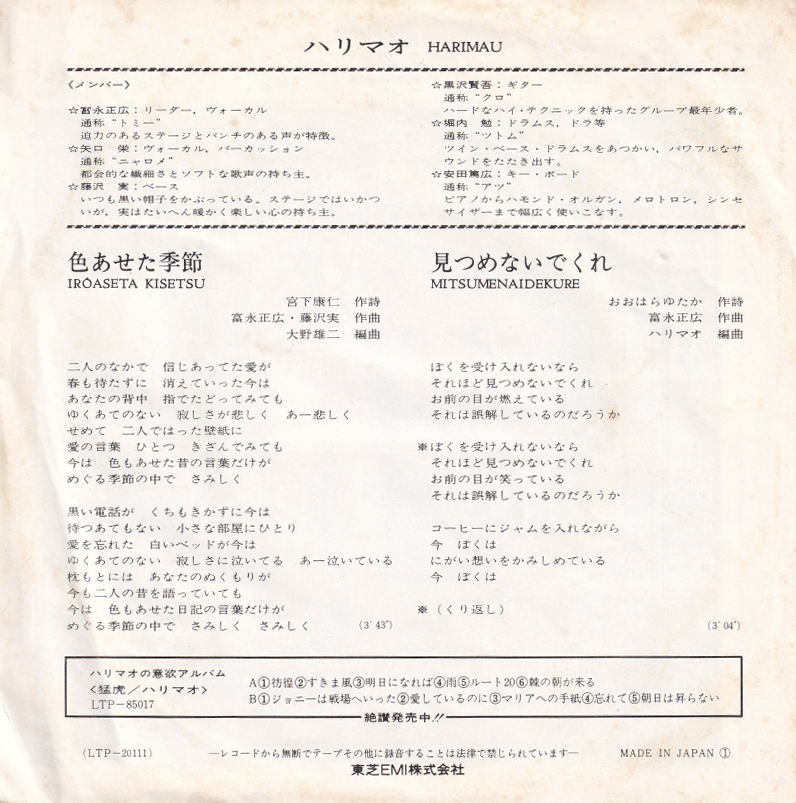 ハリマオ HARIMAU
〈メンバー〉
☆富永正広：リーダー，ヴォーカル
通称“トミー”
迫力のあるステージとパンチのある声が特徴。
☆矢口　栄：ヴォーカル，パーカッション
通称“ニャロメ”
都会的な繊細さとソフトな歌声の持ち主。
☆藤沢　実：ベース
いつも黒い帽子をかぶっている。ステージではいかつ
いが，実はたいへん暖かく楽しい心の持ち主。
☆黒沢賢吾：ギター
通称“クロ”
ハードなハイ・テクニックを持ったグループ最年少者。
☆堀内　勉：ドラムス，ドラ等
通称“ツトム”
ツイン・ベース・ドラムスをあつかい，パワフルなサ
ウンドをたたき出す。
☆安田篤広：キー・ボード
通称“アツ”
ピアノからハモンド・オルガン，メロトロン，シンセ
サイザーまで幅広く使いこなす。
色あせた季節
IROASETA KISETSU
宮下康仁　作詩
富永正広・藤沢実　作曲
大野雄二　編曲
二人のなかで　信じあってた愛が
春も待たずに　消えていった今は
あなたの背中　指でたどってみても
ゆくあてのない　寂しさが悲しく　あー悲しく
せめて　二人ではった壁紙に
愛の言葉　ひとつ　きざんでみても
今は　色もあせた昔の言葉だけが
めぐる季節の中で　さみしく
黒い電話が　くちもきかずに今は
待つあてもない　小さな部屋にひとり
愛を忘れた　白いベッドが今は
ゆくあてのない　寂しさに泣いてる　あー泣いている
枕もとには　あなたのぬくもりが
今も二人の昔を語っていても
今は　色もあせた日記の言葉だけが
めぐる季節の中で　さみしく　さみしく
(3′43″)
見つめないでくれ
MITSUMENAIDEKURE
おおはらゆたか　作詩
富永正広　作曲
ハリマオ　編曲
ぼくを受け入れないなら
それほど見つめないでくれ
お前の目が燃えている
それは誤解しているのだろうか
※ぼくを受け入れないなら
それほど見つめないでくれ
お前の目が笑っている
それは誤解しているのだろうか
コーヒーにジャムを入れながら
今　ぼくは
にがい想いをかみしめている
今　ぼくは
※（くり返し）
(3′04″)
ハリマオの意欲アルバム
〈猛虎／ハリマオ〉
LTP－85017
A①彷徨②すきま風③明日になれば④雨⑤ルート20⑥棘の朝が来る
B①ジョニーは戦場へいった②愛しているのに③マリアへの手紙④忘れて⑤朝日は昇らない
絶讃発売中!!
(LTP－20111)
―レコードから無断でテープその他に録音することは法律で禁じられています―
MADE IN JAPAN ①
東芝EMI株式会社